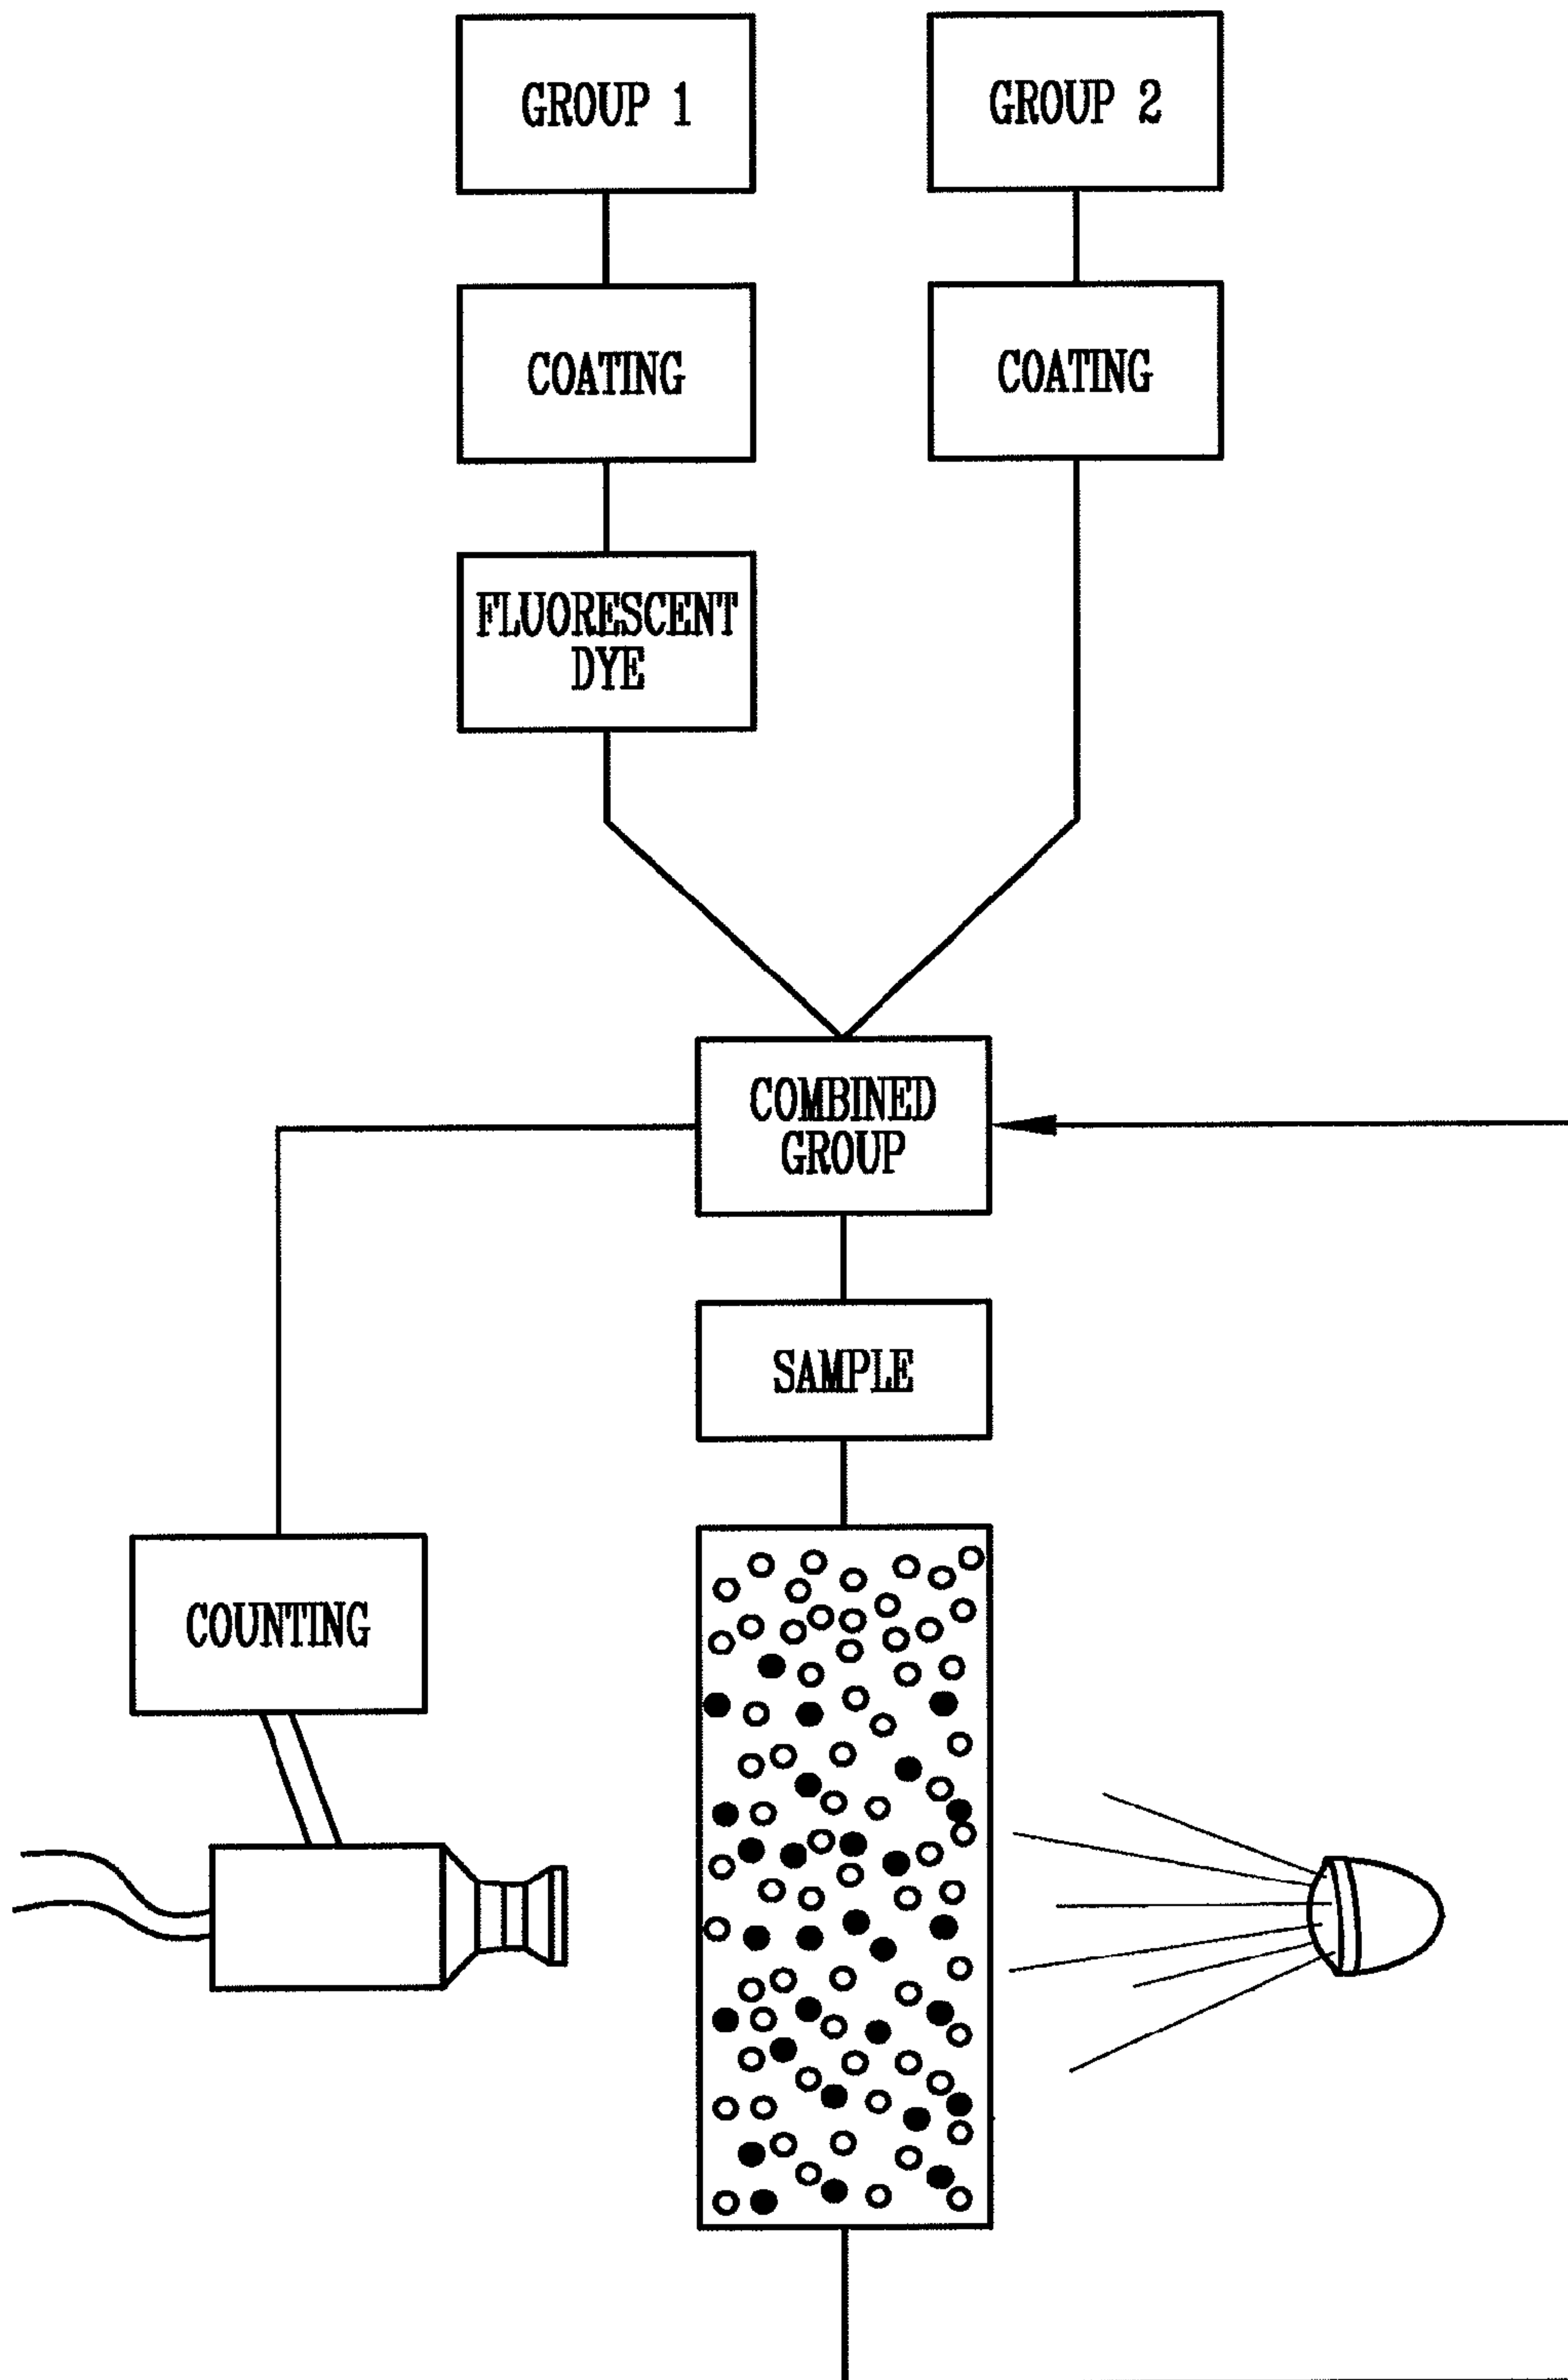 GROUP 1
GROUP 2
COATING
COATING
FLUORESCENT
DYE
COMBINED
GROUP
SAMPLE
COUNTING